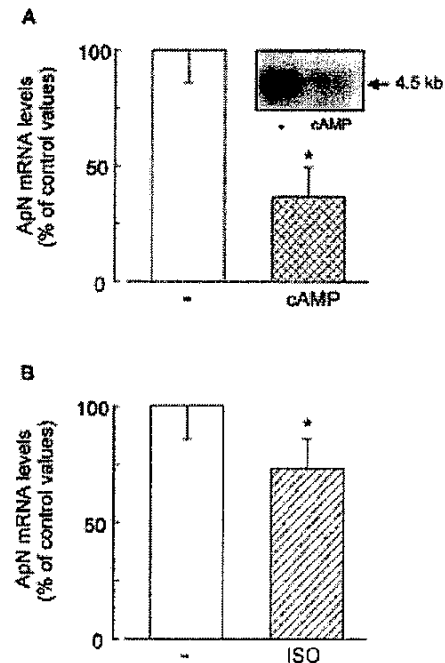 A
ApN mRNA levels
(% of control values)
100
50
0
4.5 kb
- cAMP
*
- cAMP
B
ApN mRNA levels
(% of control values)
100
50
0
*
- ISO